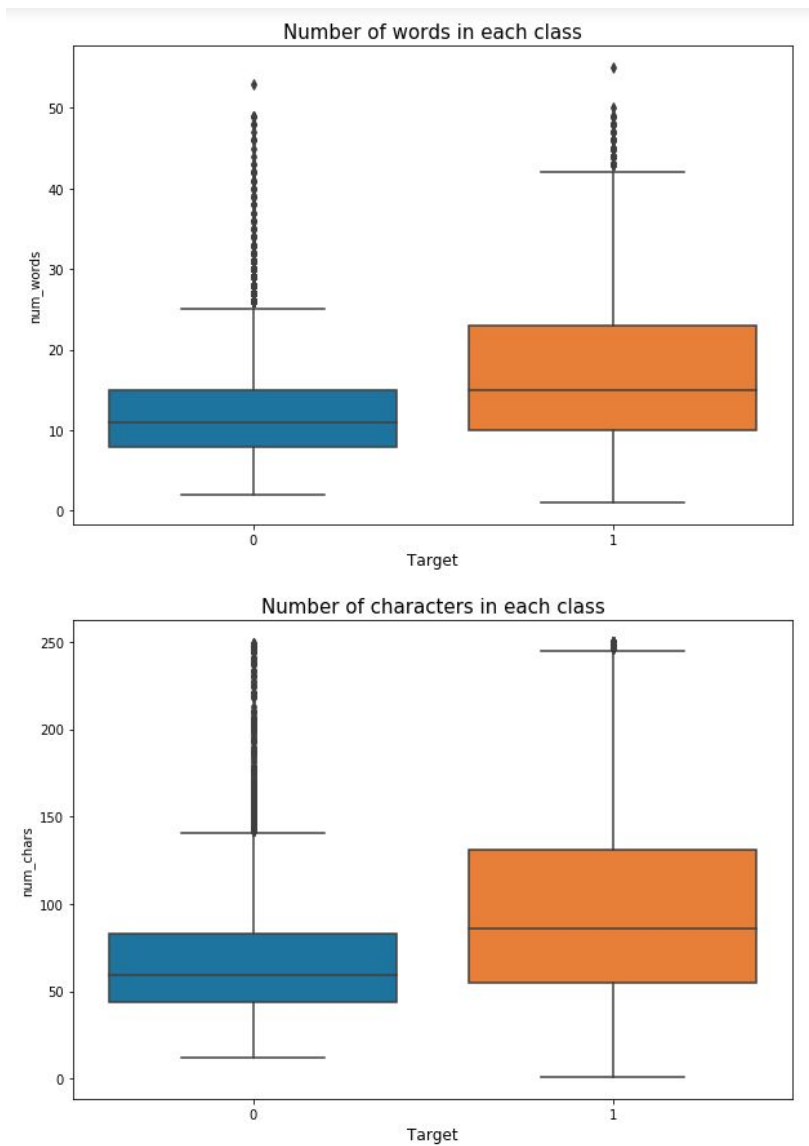 Number of words in each class
50
40
30
20
10
0
num_words
0 1
Target
Number of characters in each class
250
200
150
100
50
0
num_chars
0 1
Target